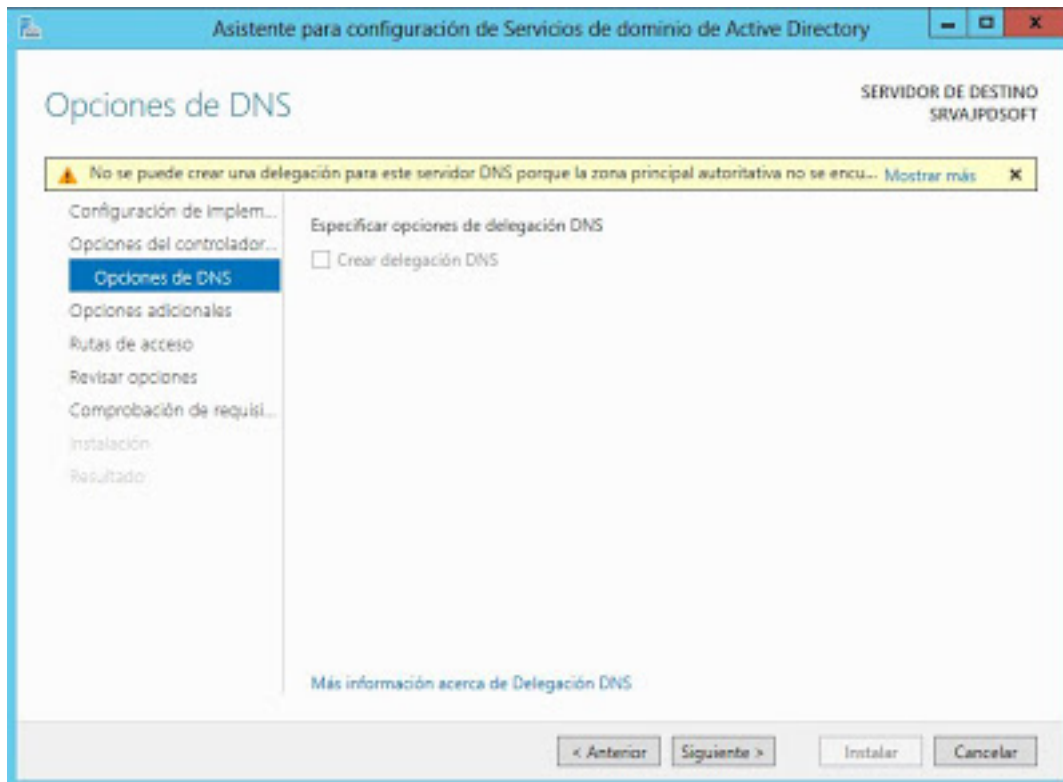 Asistente para configuración de Servicios de dominio de Active Directory
Opciones de DNS
SERVIDOR DE DESTINO
SRVAJPDSOFT
No se puede crear una delegación para este servidor DNS porque la zona principal autoritativa no se encu... Mostrar más
Configuración de implem...
Opciones del controlador...
Opciones de DNS
Opciones adicionales
Rutas de acceso
Revisar opciones
Comprobación de requisi...
Instalación
Resultado
Especificar opciones de delegación DNS
Crear delegación DNS
Más información acerca de Delegación DNS
< Anterior Siguiente > Instalar Cancelar